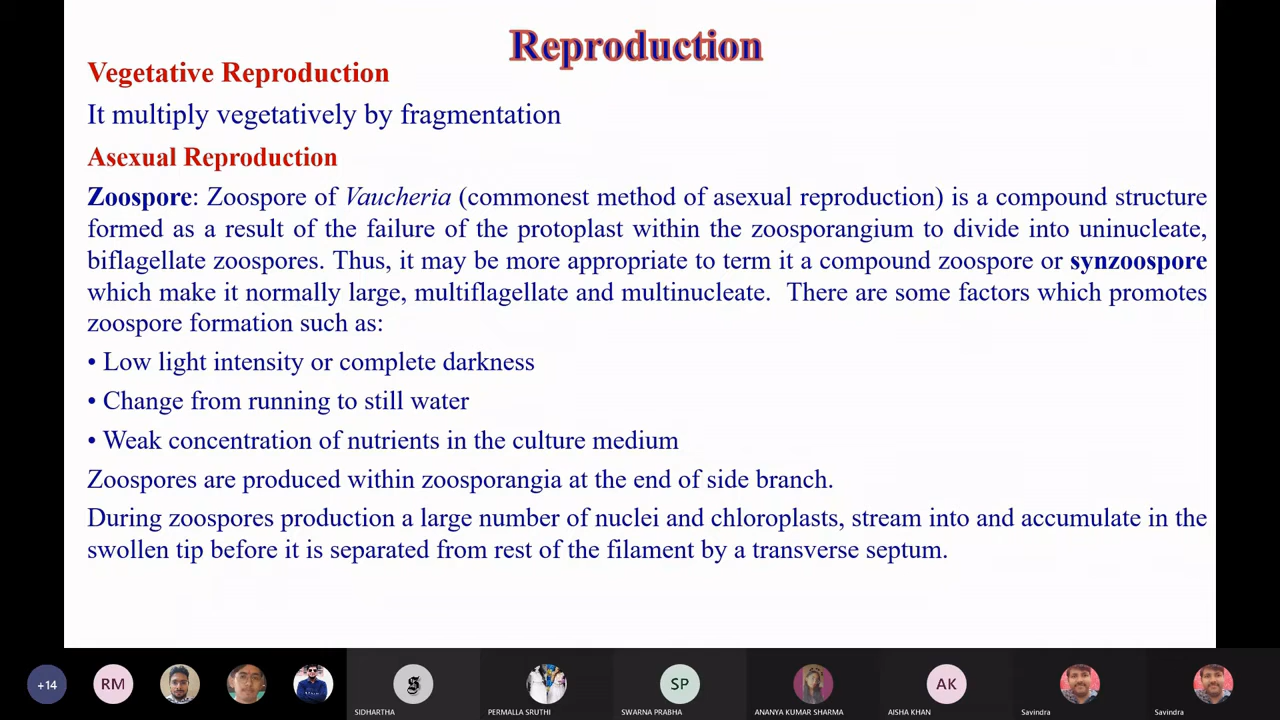 Reproduction
Vegetative Reproduction
It multiply vegetatively by fragmentation
Asexual Reproduction
Zoospore: Zoospore of Vaucheria (commonest method of asexual reproduction) is a compound structure
formed as a result of the failure of the protoplast within the zoosporangium to divide into uninucleate,
biflagellate zoospores. Thus, it may be more appropriate to term it a compound zoospore or synzoospore
which make it normally large, multiflagellate and multinucleate. There are some factors which promotes
zoospore formation such as:
• Low light intensity or complete darkness
• Change from running to still water
• Weak concentration of nutrients in the culture medium
Zoospores are produced within zoosporangia at the end of side branch.
During zoospores production a large number of nuclei and chloroplasts, stream into and accumulate in the
swollen tip before it is separated from rest of the filament by a transverse septum.
+14 RM S SP AK
SIDHARTHA PERMALLA SRUTHI SWARNA PRABHA ANANYA KUMAR SHARMA AISHA KHAN Savindra Savindra